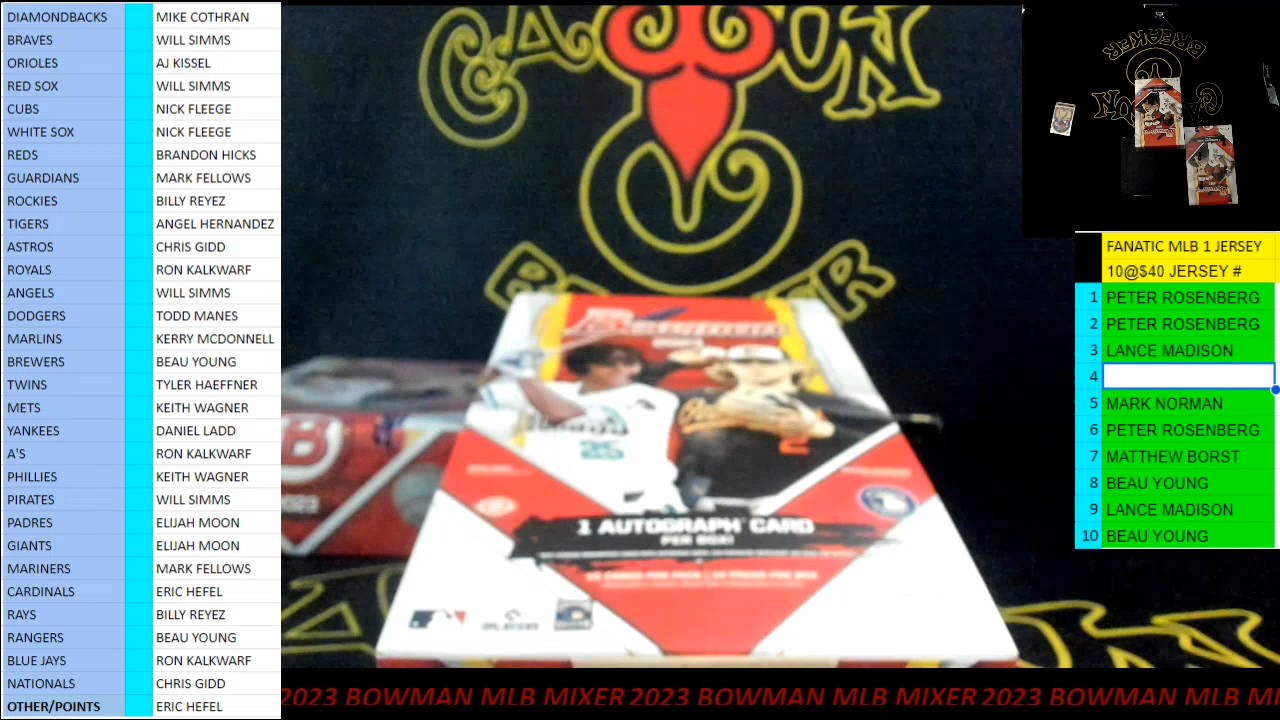 DIAMONDBACKS MIKE COTHRAN
BRAVES WILL SIMMS
ORIOLES AJ KISSEL
RED SOX WILL SIMMS
CUBS NICK FLEEGE
WHITE SOX NICK FLEEGE
REDS BRANDON HICKS
GUARDIANS MARK FELLOWS
ROCKIES BILLY REYEZ
TIGERS ANGEL HERNANDEZ
ASTROS CHRIS GIDD
ROYALS RON KALKWARF
ANGELS WILL SIMMS
DODGERS TODD MANES
MARLINS KERRY MCDONNELL
BREWERS BEAU YOUNG
TWINS TYLER HAEFFNER
METS KEITH WAGNER
YANKEES DANIEL LADD
A'S RON KALKWARF
PHILLIES KEITH WAGNER
PIRATES WILL SIMMS
PADRES ELIJAH MOON
GIANTS ELIJAH MOON
MARINERS MARK FELLOWS
CARDINALS ERIC HEFEL
RAYS BILLY REYEZ
RANGERS BEAU YOUNG
BLUE JAYS RON KALKWARF
NATIONALS CHRIS GIDD
OTHER/POINTS ERIC HEFEL
1 AUTOGRAPH CARD
PER BOX!
FANATIC MLB 1 JERSEY
10@$40 JERSEY #
1 PETER ROSENBERG
2 PETER ROSENBERG
3 LANCE MADISON
4
5 MARK NORMAN
6 PETER ROSENBERG
7 MATTHEW BORST
8 BEAU YOUNG
9 LANCE MADISON
10 BEAU YOUNG
2023 BOWMAN MLB MIXER 2023 BOWMAN MLB MIXER 2023 BOWMAN MLB M